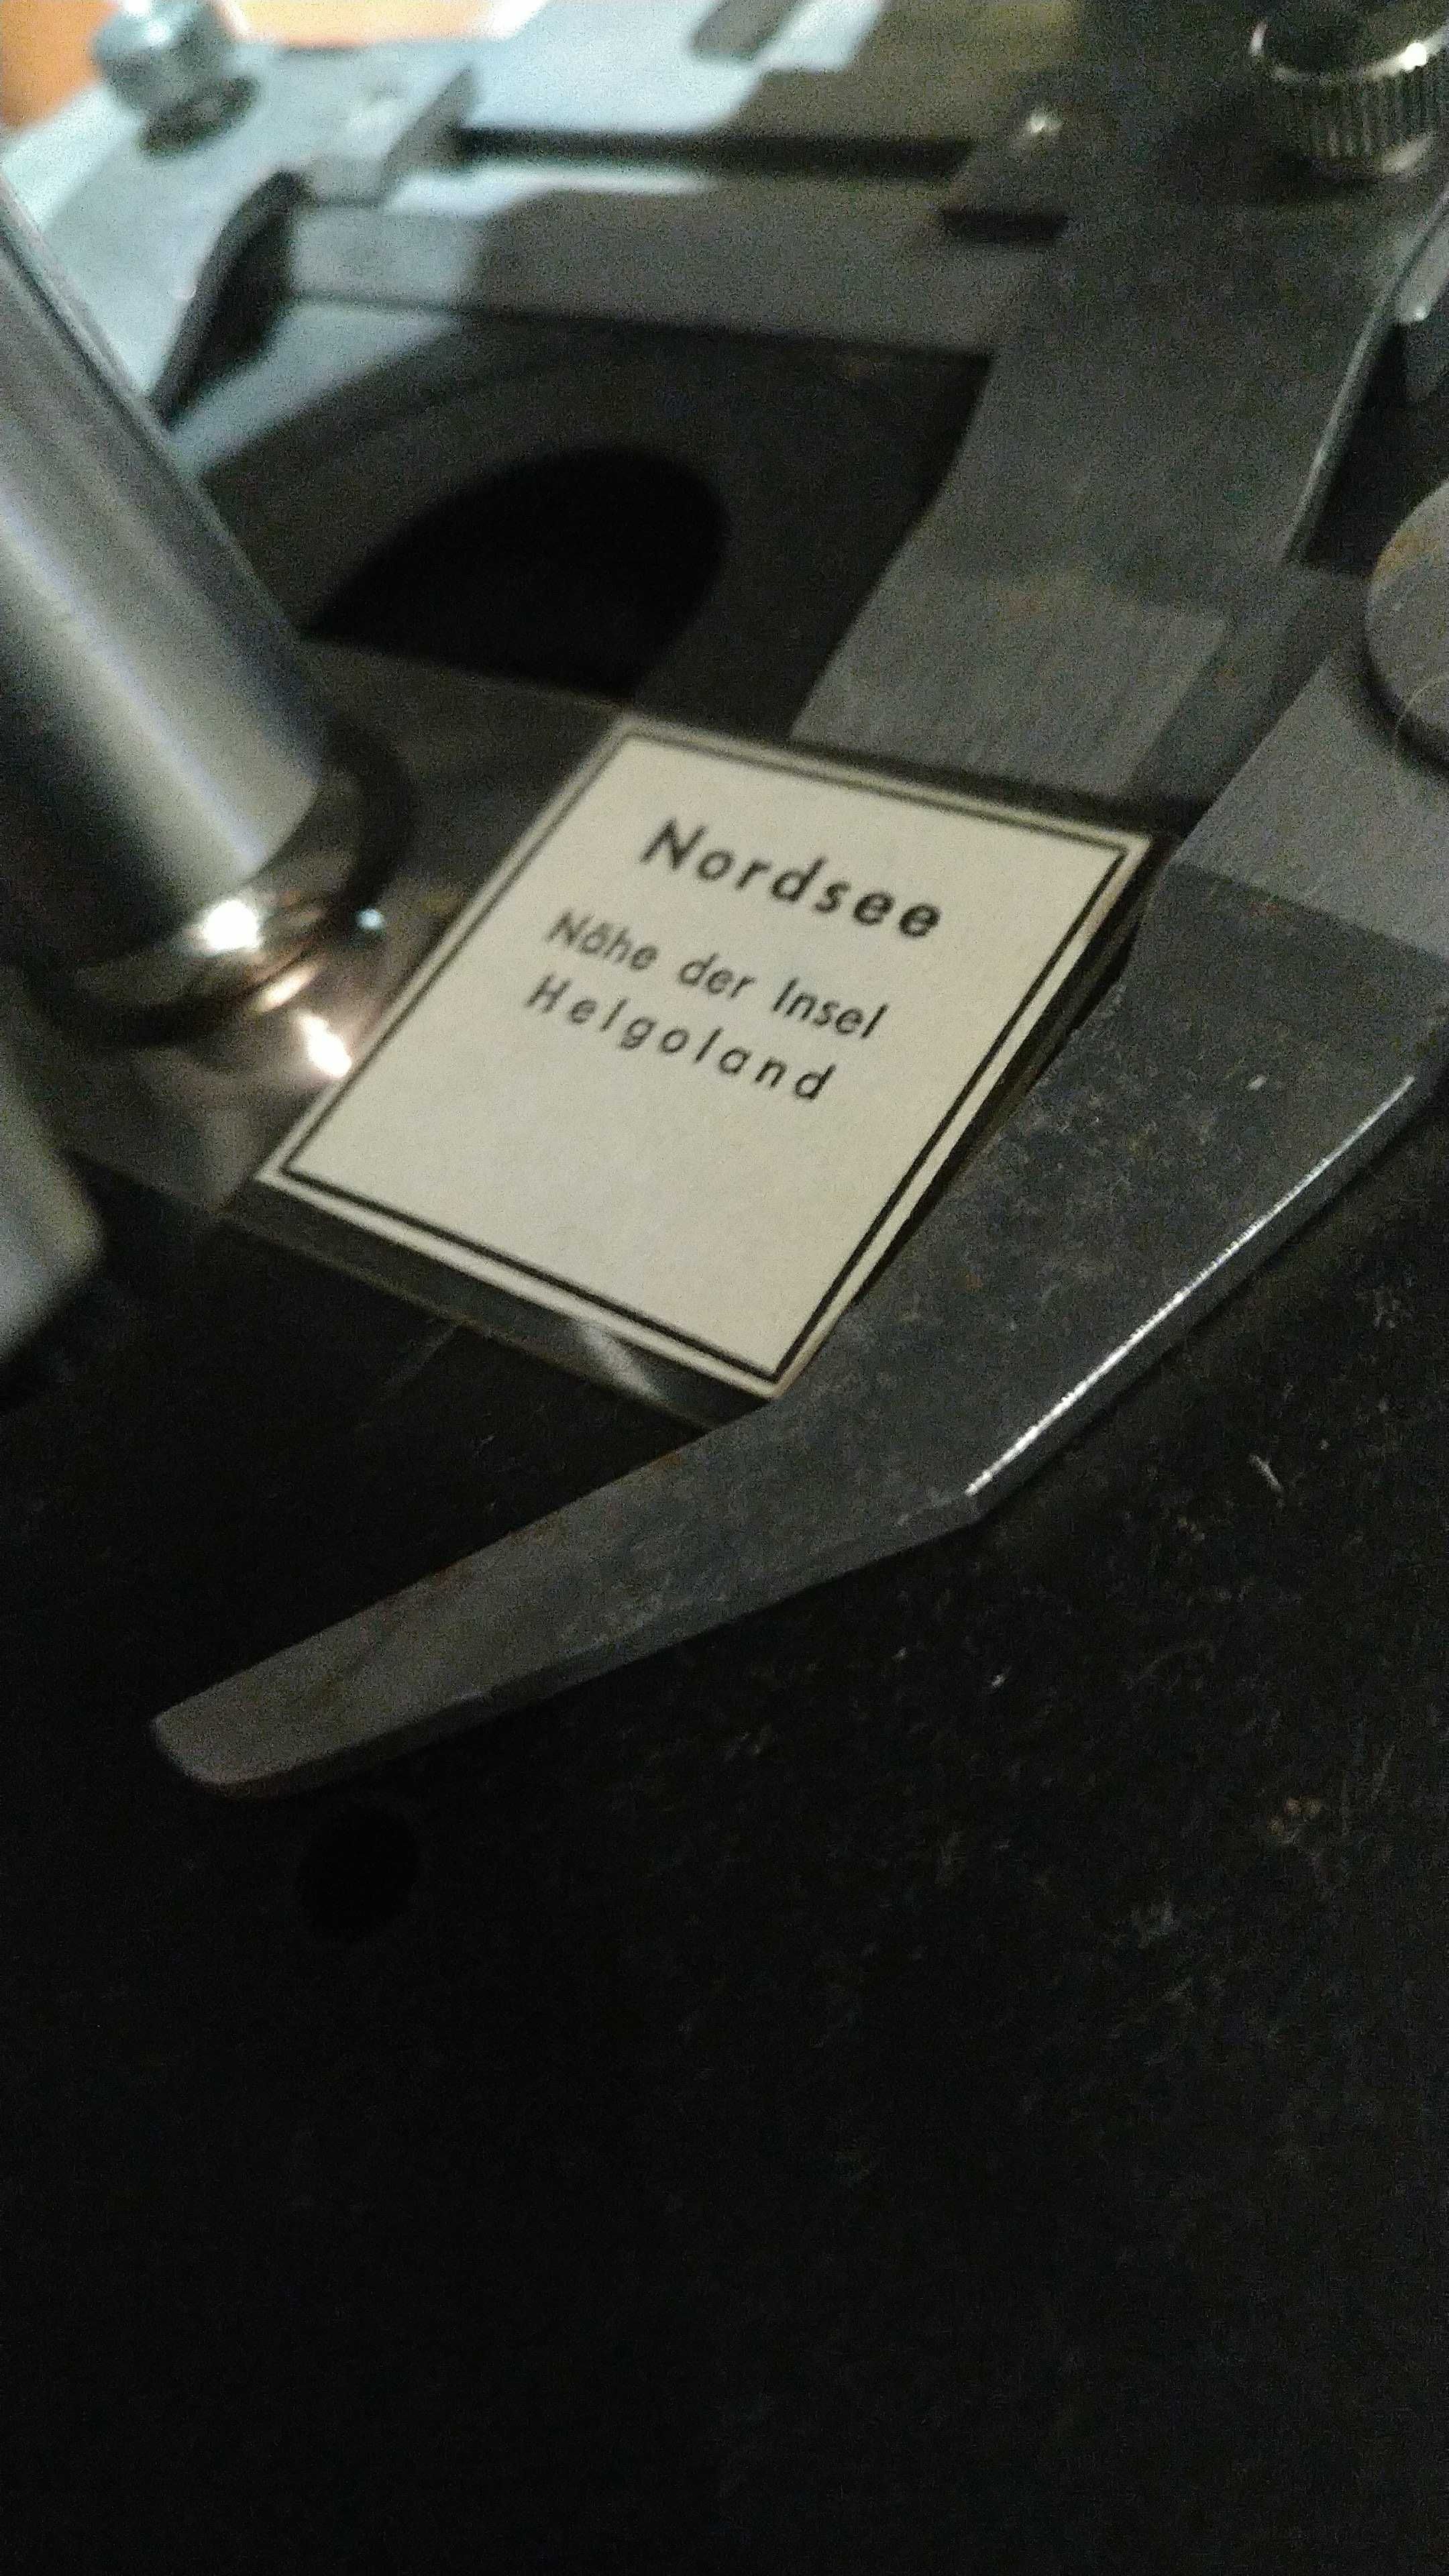 Nordsee
Nähe der Insel
Helgoland